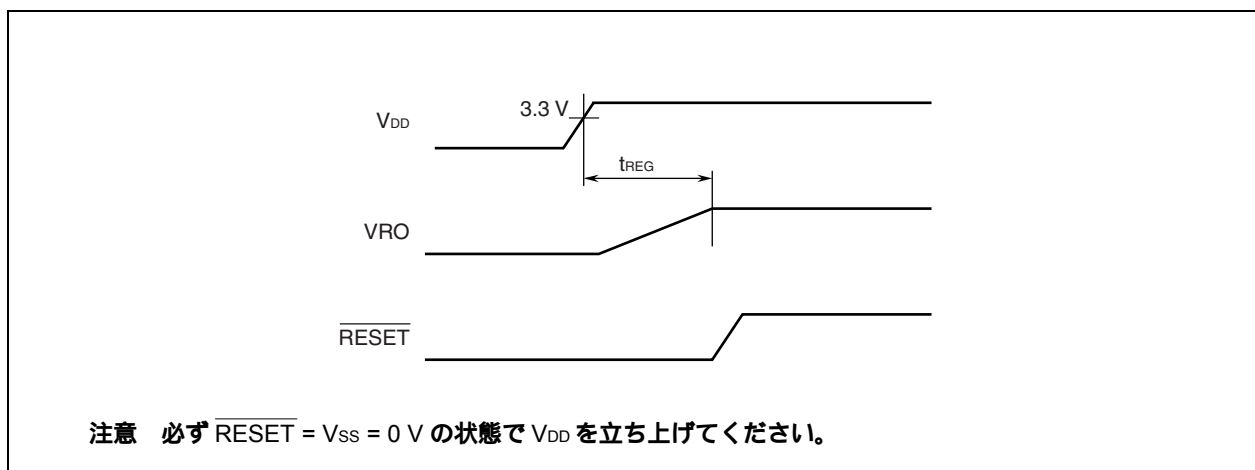 3.3 V
VDD
tREG
VRO
RESET
注意 必ず RESET = VSS = 0 V の状態で VDD を立ち上げてください。